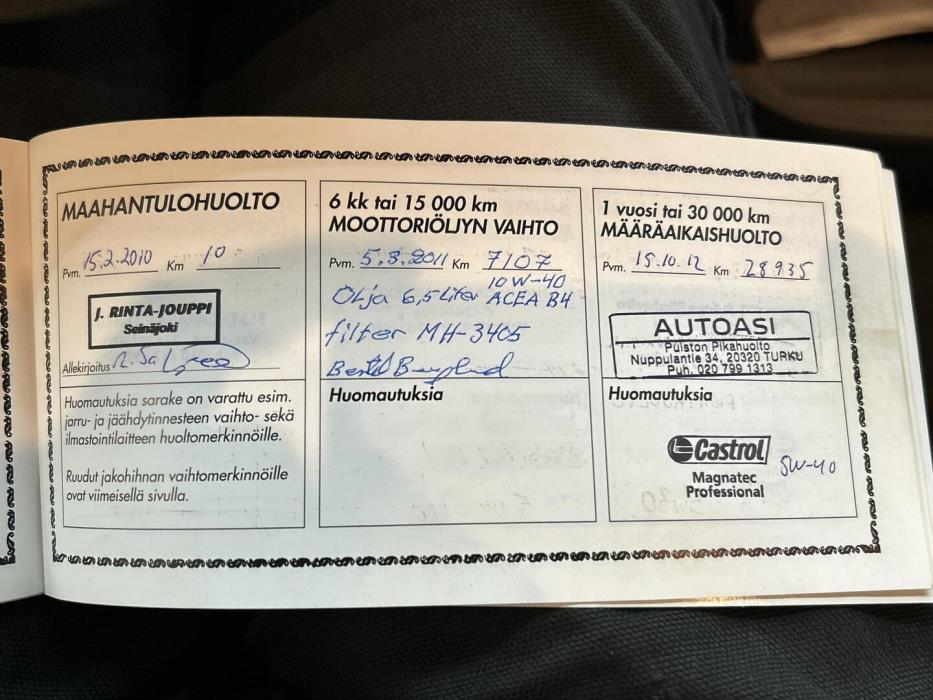 MAAHANTULOHUOLTO
Pvm. 15.2.2010 Km 10
J. RINTA-JOUPPI
Seinäjoki
Allekirjoitus
Huomautuksia sarake on varattu esim.
jarru- ja jäähdytinnesteen vaihto- sekä
ilmastointilaitteen huoltomerkinnöille.
Ruudut jakohihnan vaihtomerkinnöille
ovat viimeisellä sivulla.
6 kk tai 15 000 km
MOOTTORIÖLJYN VAIHTO
Pvm. 5.3.2011 Km 7107
10W-40
Olja 6,5 Liter ACEA B4
filter MH-3405
Huomautuksia
1 vuosi tai 30 000 km
MÄÄRÄAIKAISHUOLTO
Pvm. 15.10.12 Km 28935
AUTOASI
Puiston Pikahuolto
Nuppulantie 34, 20320 TURKU
Puh. 020 799 1313
Huomautuksia
Castrol
Magnatec
Professional
5W-40